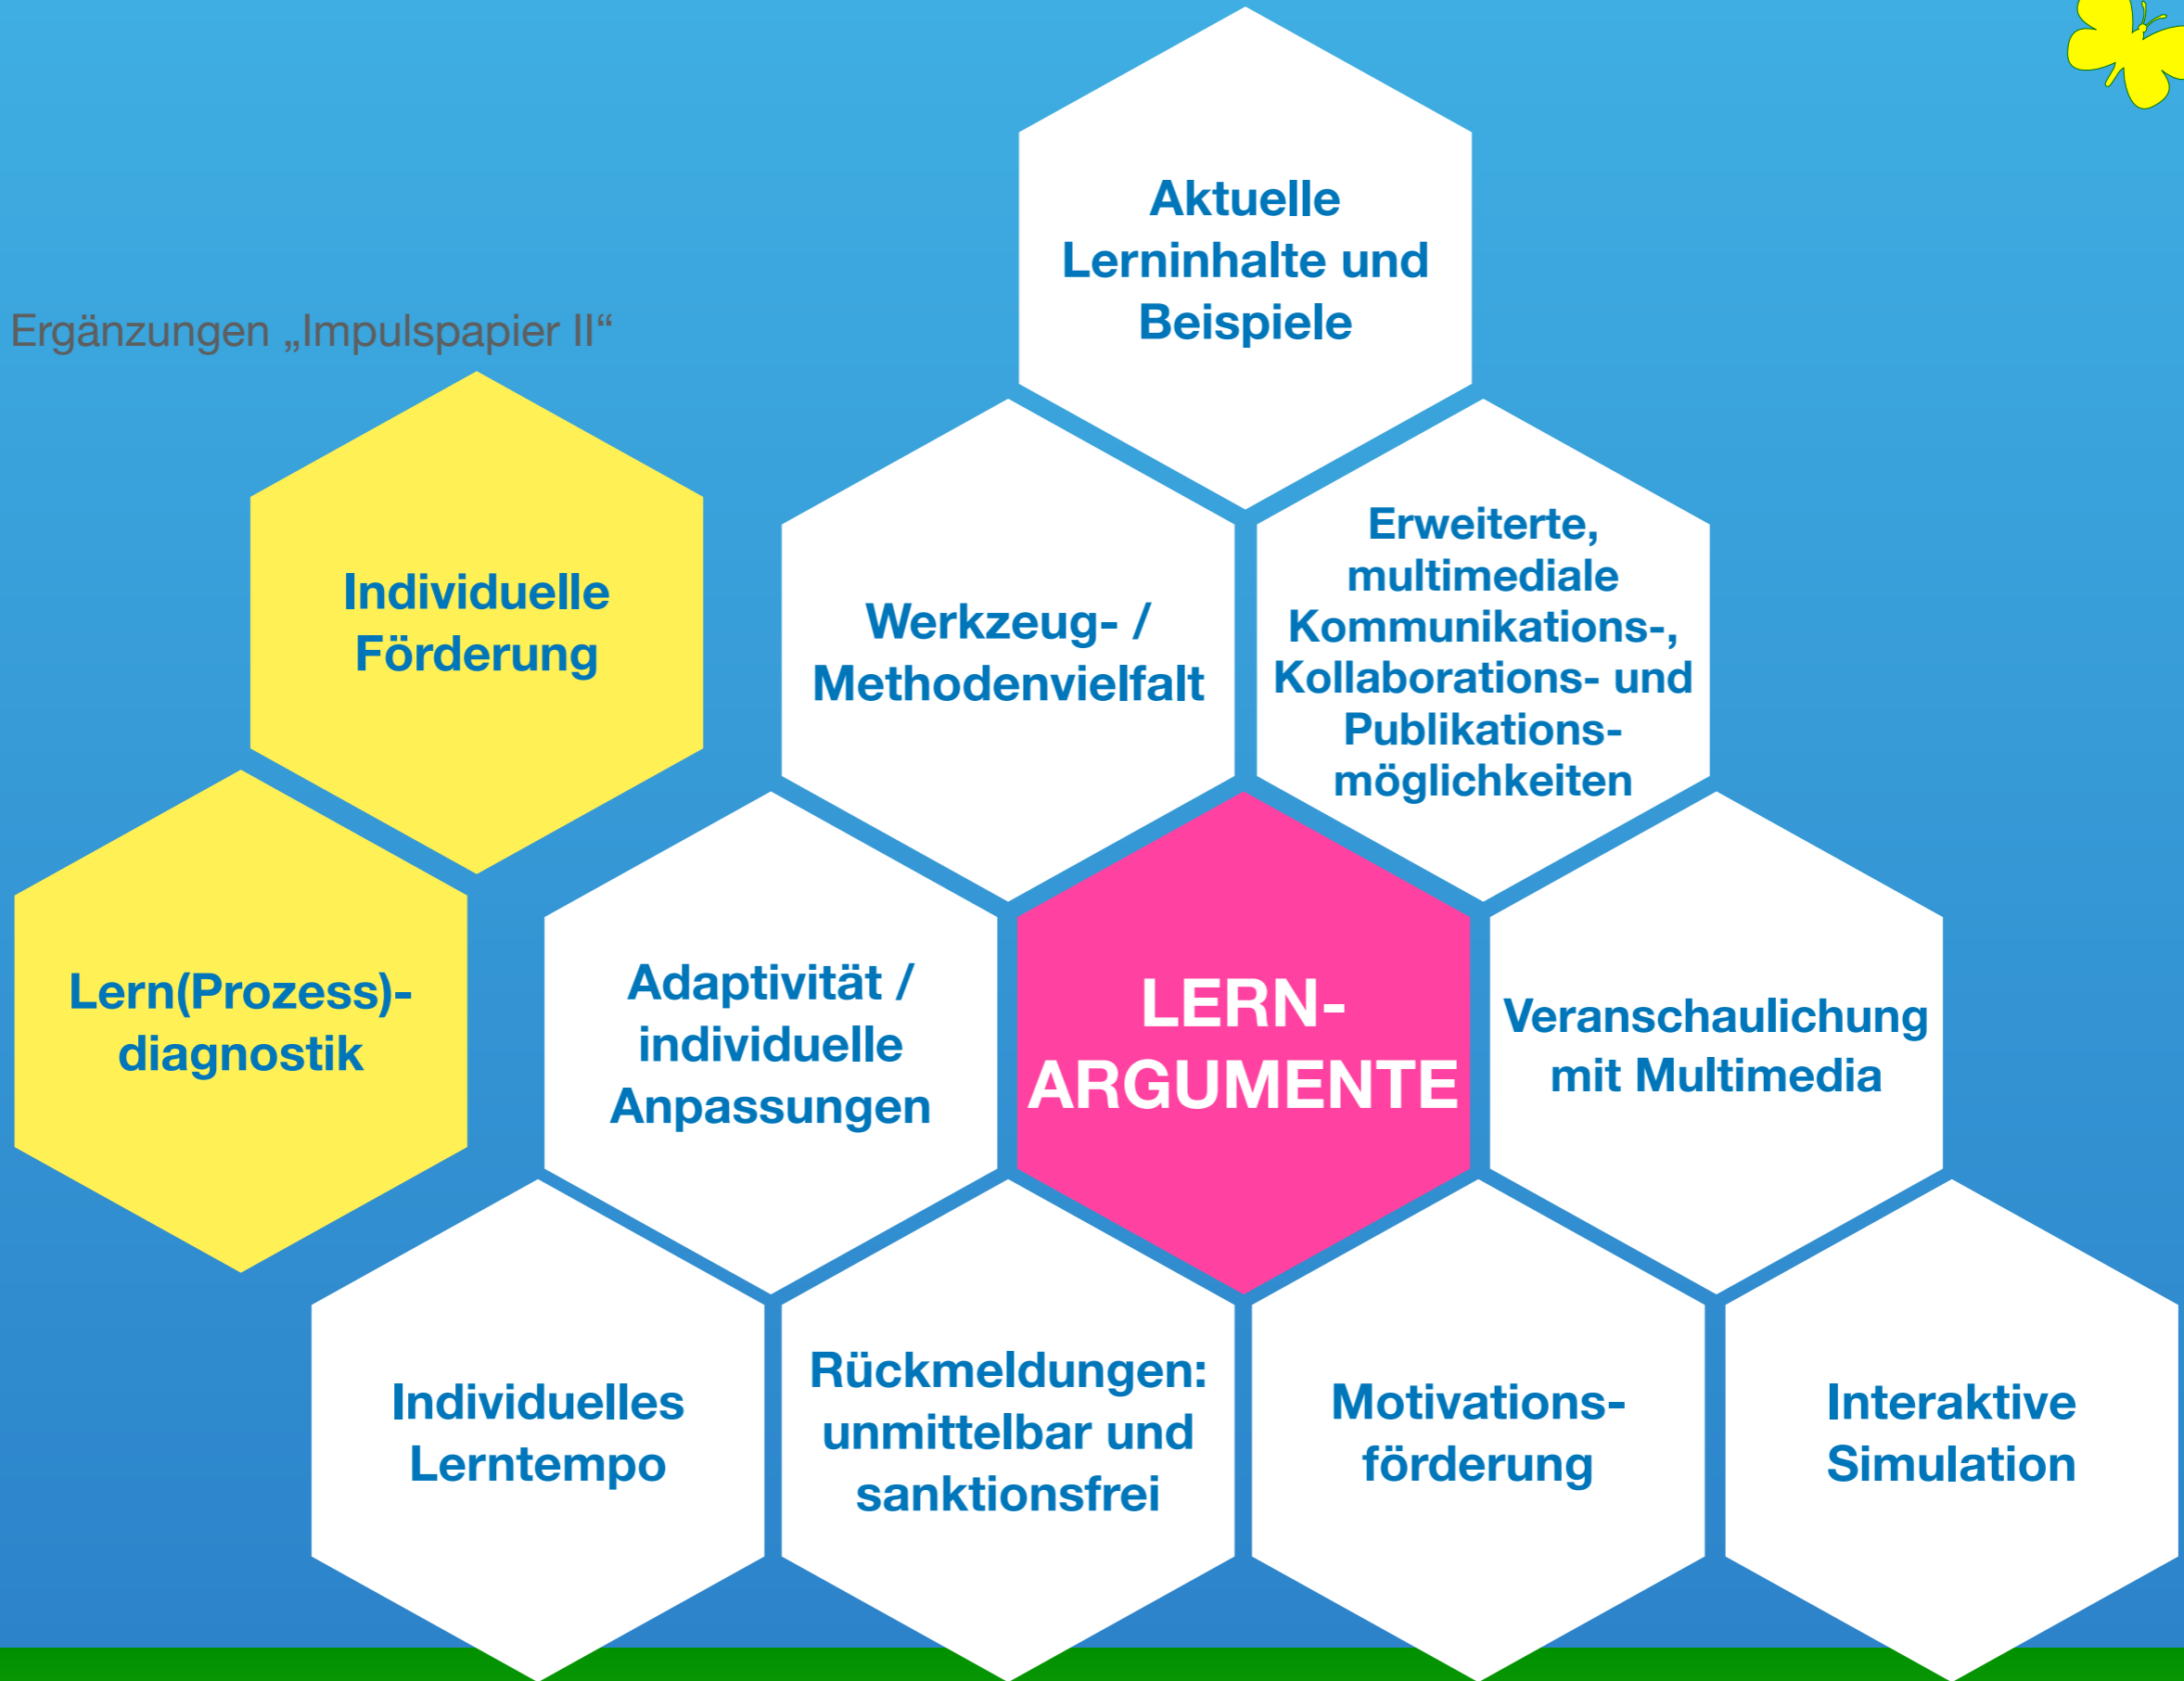 Aktuelle
Lerninhalte und
Beispiele
Ergänzungen „Impulspapier II“
Individuelle
Förderung
Werkzeug- /
Methodenvielfalt
Erweiterte,
multimediale
Kommunikations-,
Kollaborations- und
Publikations-
möglichkeiten
Lern(Prozess)-
diagnostik
Adaptivität /
individuelle
Anpassungen
LERN-
ARGUMENTE
Veranschaulichung
mit Multimedia
Individuelles
Lerntempo
Rückmeldungen:
unmittelbar und
sanktionsfrei
Motivations-
förderung
Interaktive
Simulation